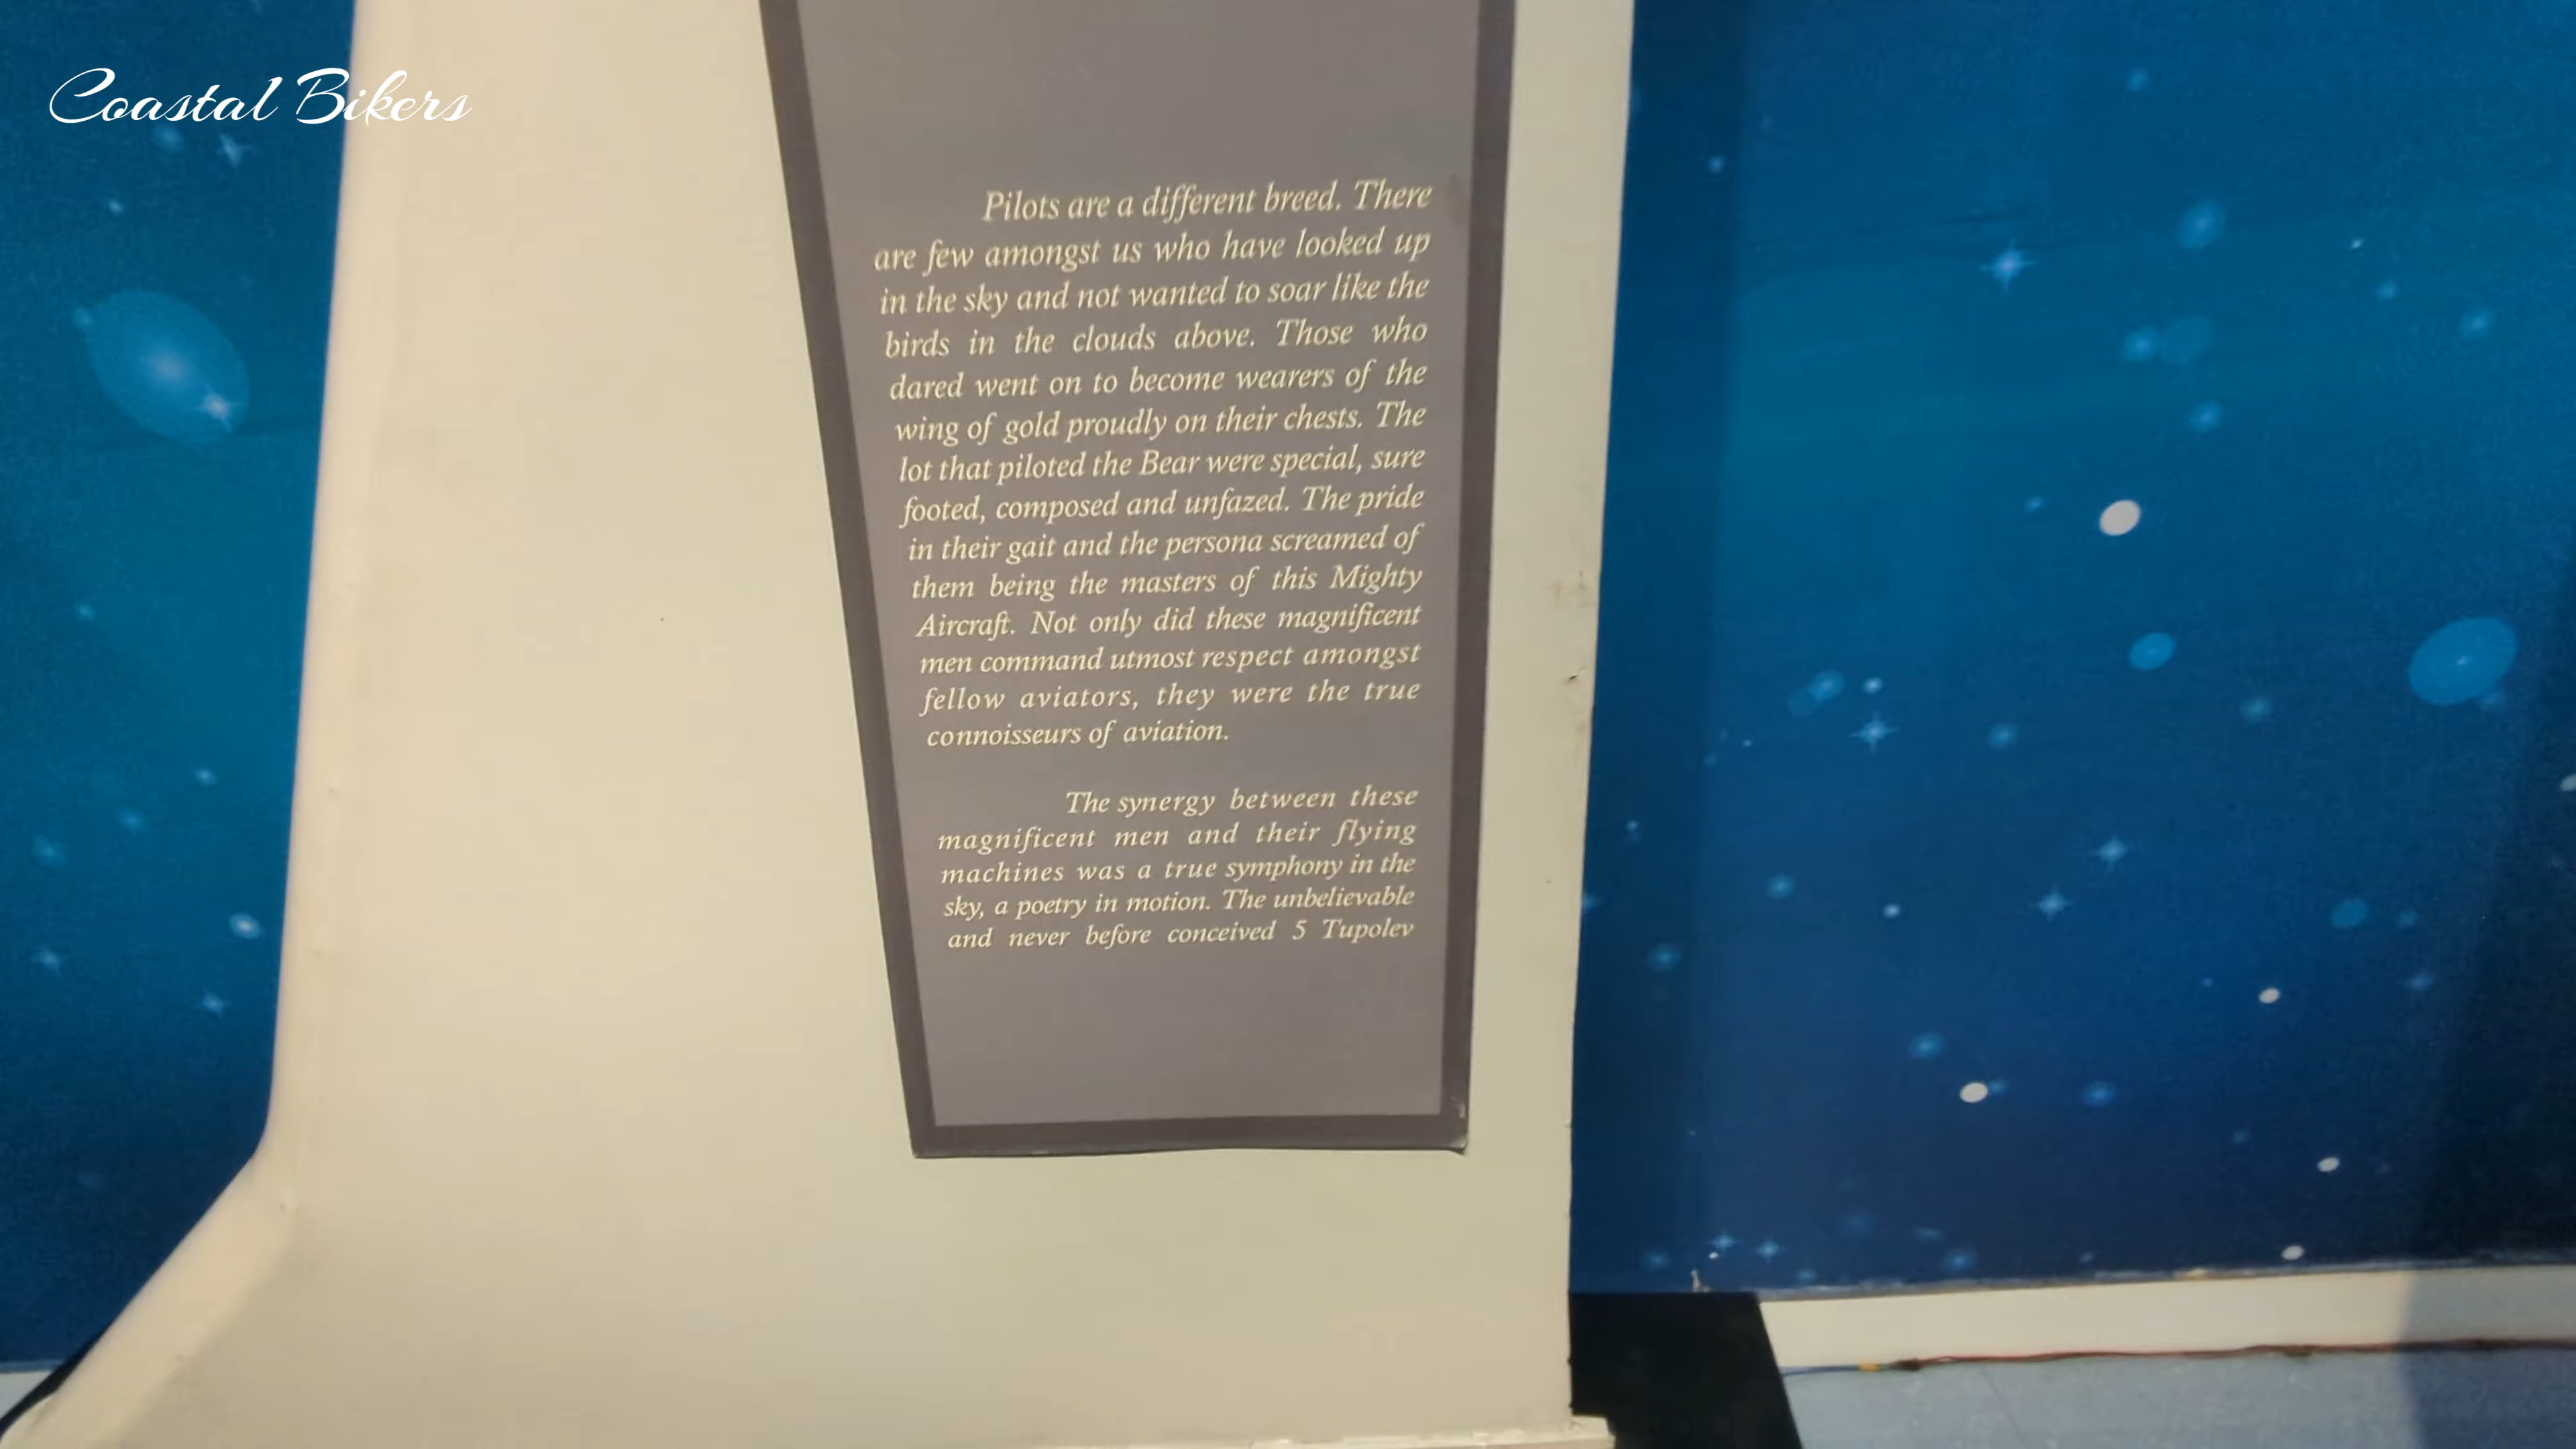 Coastal Bikers
Pilots are a different breed. There
are few amongst us who have looked up
in the sky and not wanted to soar like the
birds in the clouds above. Those who
dared went on to become wearers of the
wing of gold proudly on their chests. The
lot that piloted the Bear were special, sure
footed, composed and unfazed. The pride
in their gait and the persona screamed of
them being the masters of this Mighty
Aircraft. Not only did these magnificent
men command utmost respect amongst
fellow aviators, they were the true
connoisseurs of aviation.
The synergy between these
magnificent men and their flying
machines was a true symphony in the
sky, a poetry in motion. The unbelievable
and never before conceived 5 Tupolev